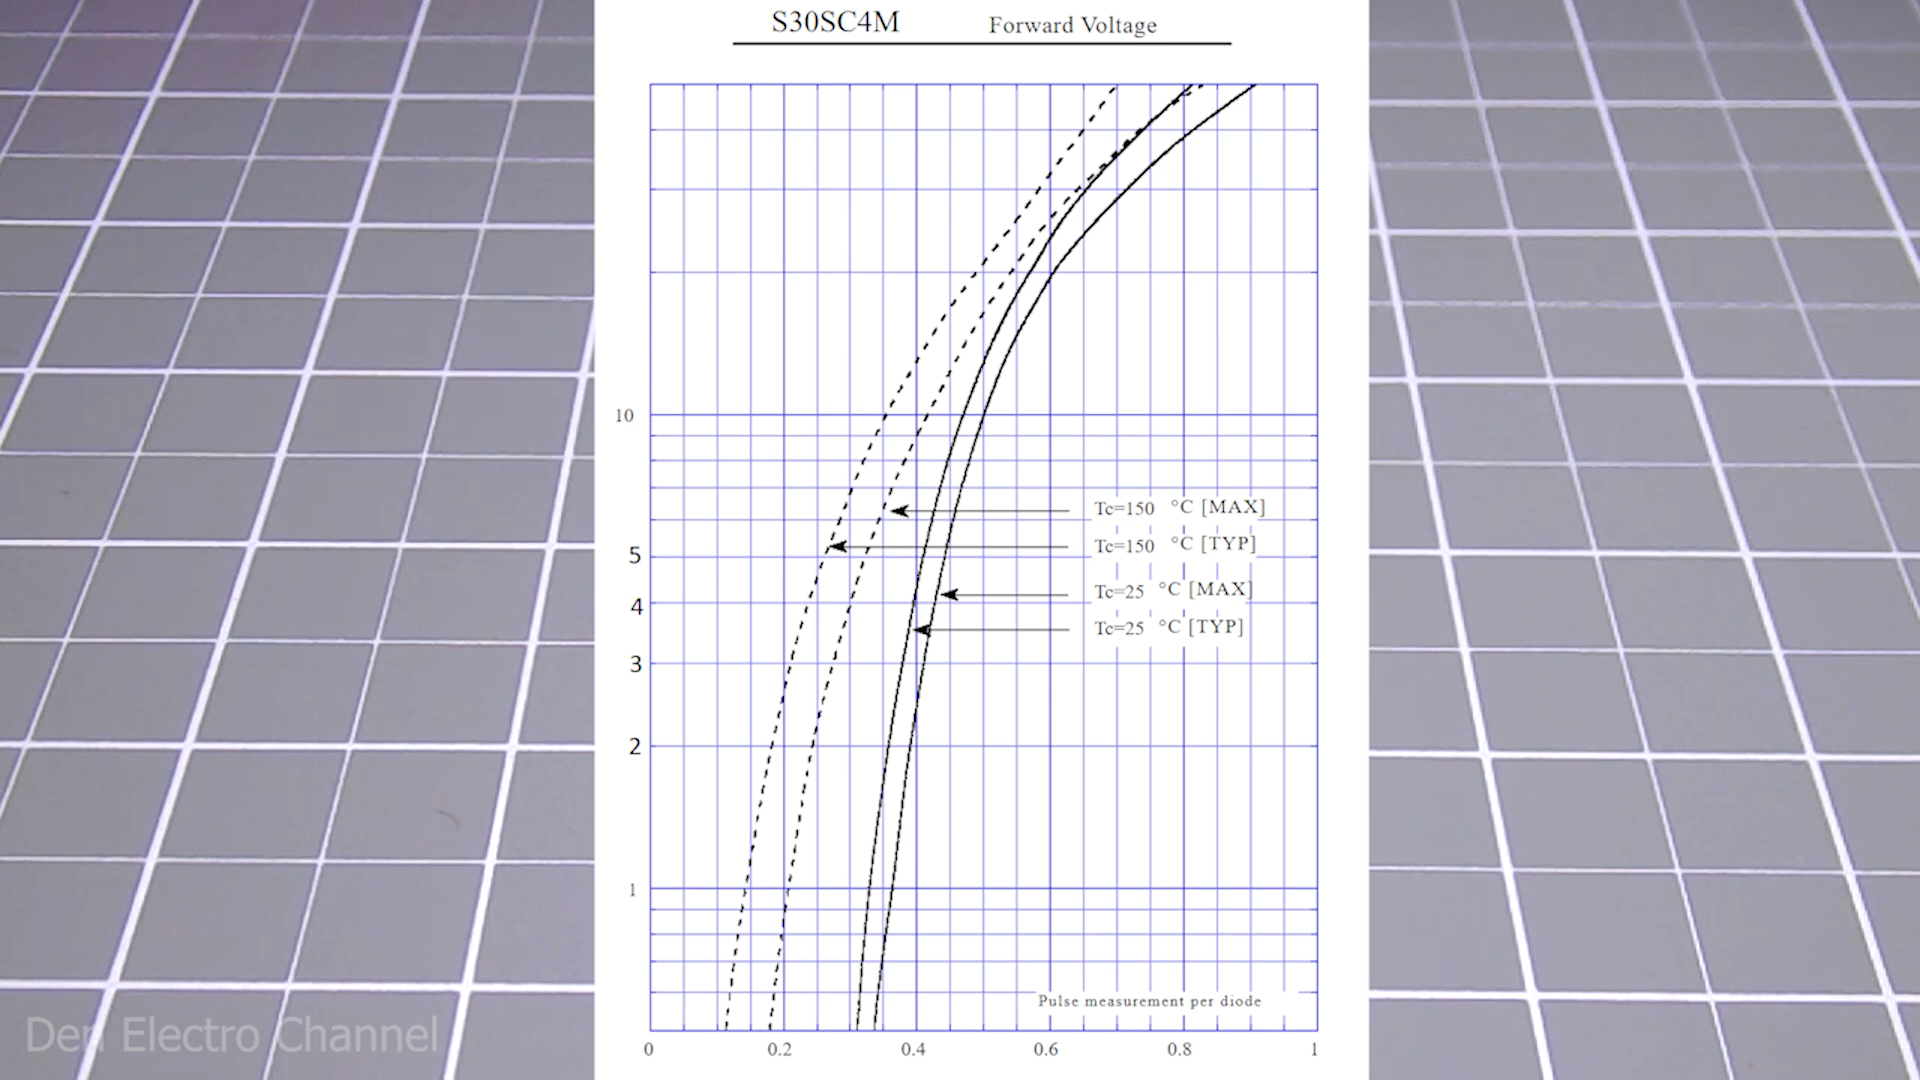 S30SC4M Forward Voltage
10
Tc=150 °C [MAX]
Tc=150 °C [TYP]
5
Tc=25 °C [MAX]
4
Tc=25 °C [TYP]
3
2
1
Pulse measurement per diode
0 0.2 0.4 0.6 0.8 1
Den Electro Channel